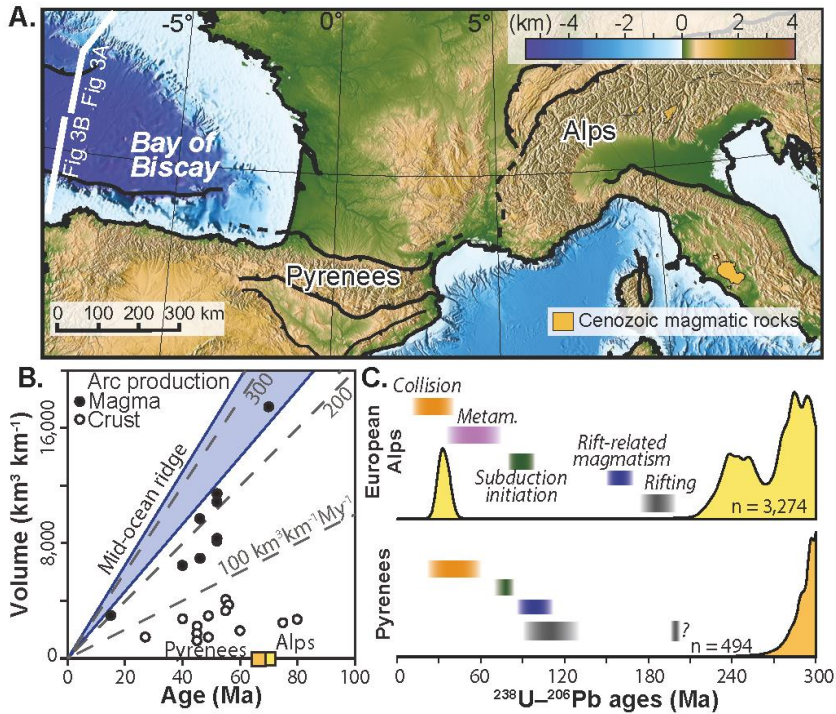 A.
-5°
0°
5°
(km) -4 -2 0 2 4
Fig 3A
Fig 3B
Bay of
Biscay
Alps
Pyrenees
0 100 200 300 km
Cenozoic magmatic rocks
B.
Arc production
Magma
Crust
300
200
Mid-ocean ridge
100 km³km⁻¹My⁻¹
16,000
8,000
0
Volume (km³ km⁻¹)
Pyrenees
Alps
0 20 40 60 80 100
Age (Ma)
C.
Collision
Metam.
Subduction
initiation
Rift-related
magmatism
Rifting
n = 3,274
European
Alps
Pyrenees
?
n = 494
0 60 120 180 240 300
²³⁸U–²⁰⁶Pb ages (Ma)